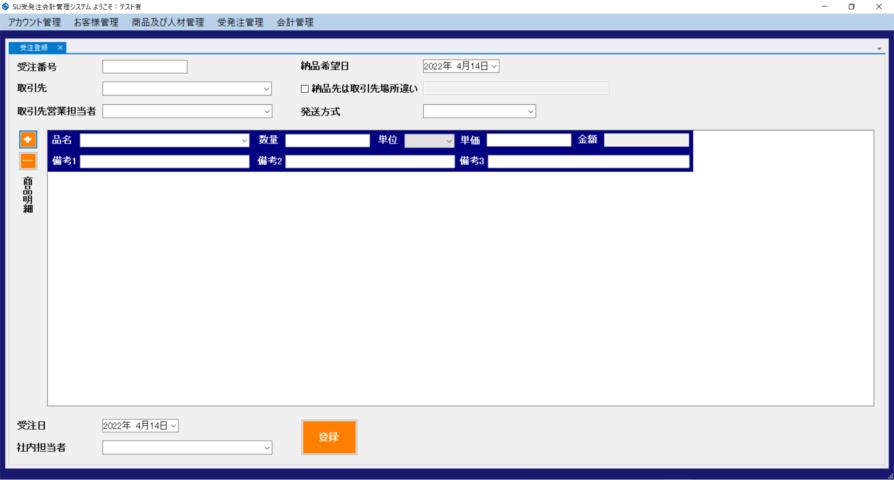 SU受発注会計管理システム ようこそ:テスト者
アカウント管理 お客様管理 商品及び人材管理 受発注管理 会計管理
受注登録 ×
受注番号 納品希望日 2022年 4月14日
取引先 納品先は取引先場所違い
取引先営業担当者 発送方式
品名 数量 単位 単価 金額
備考1 備考2 備考3
商品明細
受注日 2022年 4月14日
社内担当者
登録